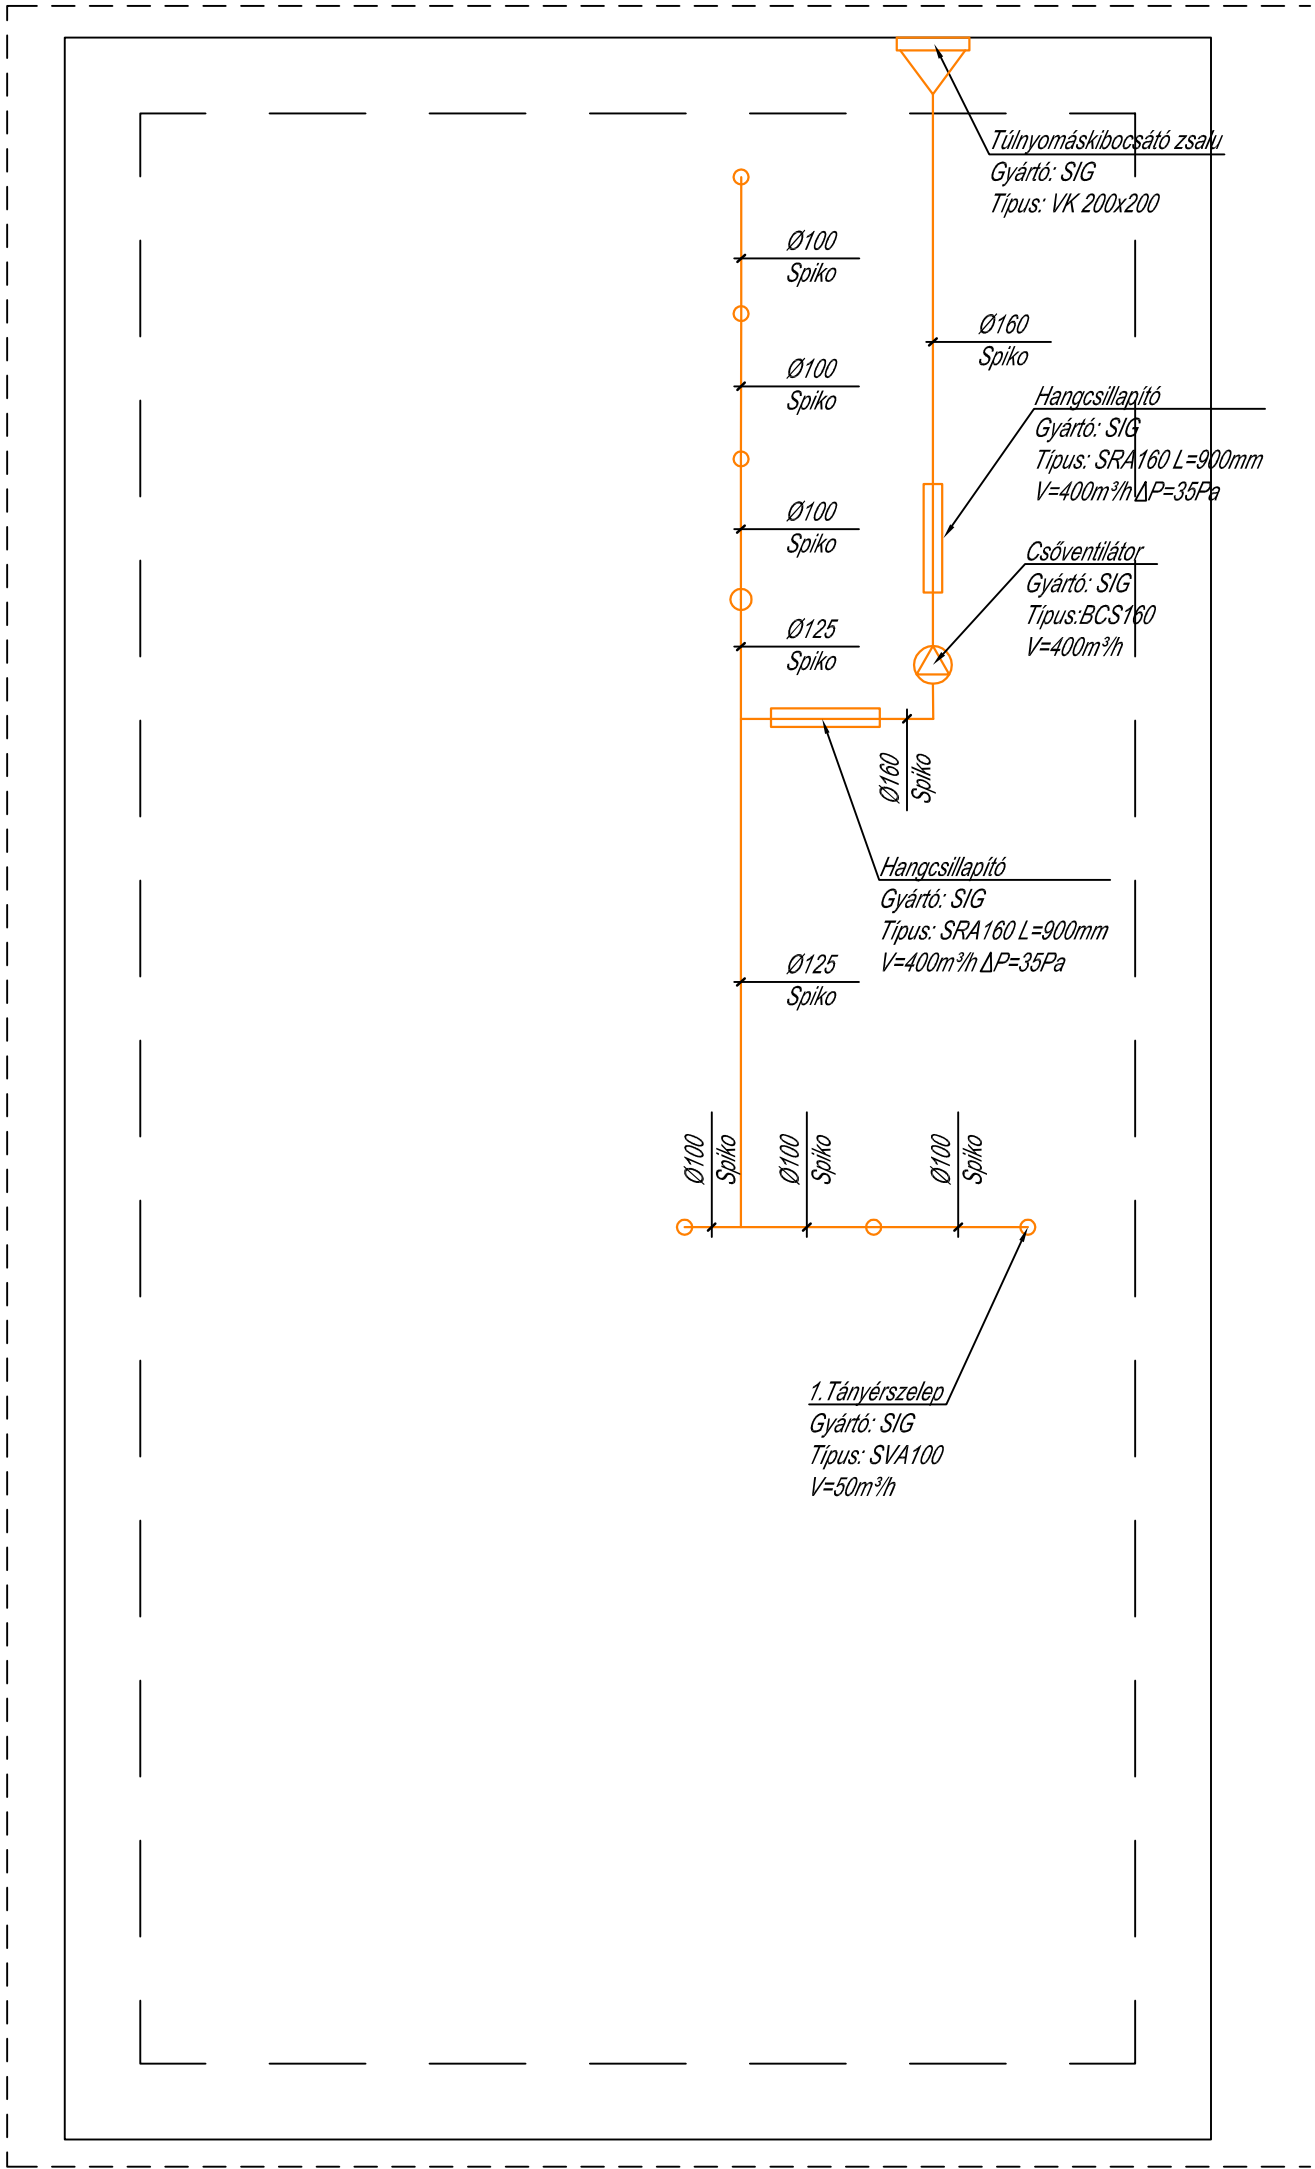 Túlnyomáskibocsátó zsalu
Gyártó: SIG
Típus: VK 200x200
Ø100
Spiko
Ø160
Spiko
Ø100
Spiko
Hangcsillapító
Gyártó: SIG
Típus: SRA160 L=900mm
V=400m³/h ΔP=35Pa
Ø100
Spiko
Csőventilátor
Gyártó: SIG
Típus:BCS160
V=400m³/h
Ø125
Spiko
Ø160
Spiko
Hangcsillapító
Gyártó: SIG
Típus: SRA160 L=900mm
V=400m³/h ΔP=35Pa
Ø125
Spiko
Ø100
Spiko
Ø100
Spiko
Ø100
Spiko
1.Tányérszelep
Gyártó: SIG
Típus: SVA100
V=50m³/h